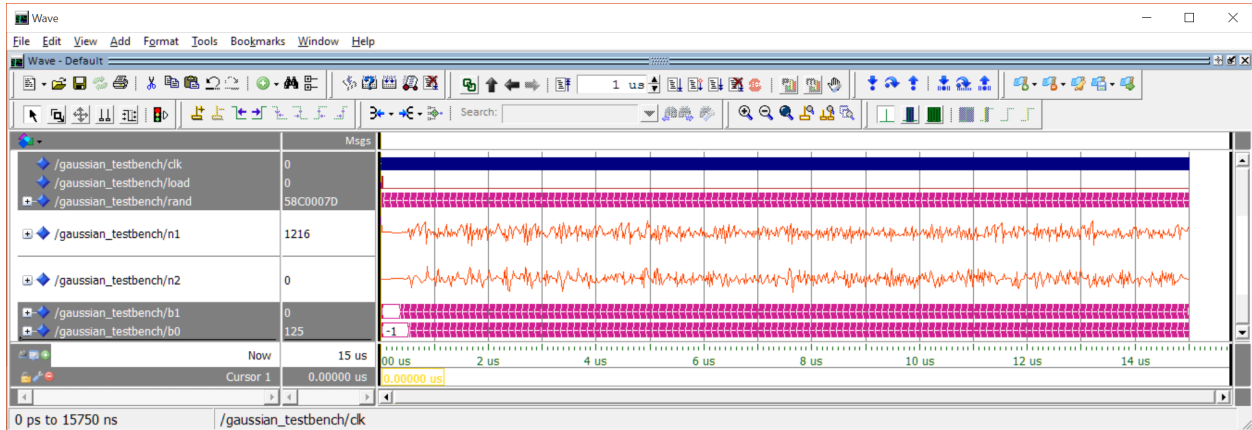 Wave
File Edit View Add Format Tools Bookmarks Window Help
Wave - Default
1 us
Search:
Msgs
/gaussian_testbench/clk 0
/gaussian_testbench/load 0
/gaussian_testbench/rand 58C0007D
/gaussian_testbench/n1 1216
/gaussian_testbench/n2 0
/gaussian_testbench/b1 0
/gaussian_testbench/b0 125 -1
Now 15 us 00 us 2 us 4 us 6 us 8 us 10 us 12 us 14 us
Cursor 1 0.00000 us 0.00000 us
0 ps to 15750 ns /gaussian_testbench/clk